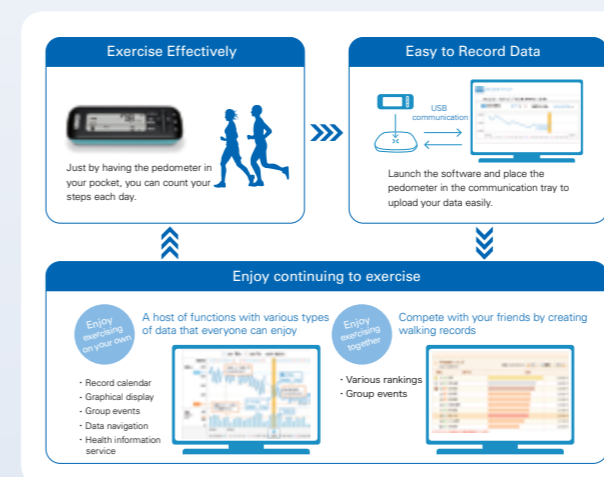 Exercise Effectively
Just by having the pedometer in
your pocket, you can count your
steps each day.
Easy to Record Data
USB
communication
Launch the software and place the
pedometer in the communication tray to
upload your data easily.
Enjoy continuing to exercise
Enjoy
exercising
on your own
A host of functions with various types
of data that everyone can enjoy
· Record calendar
· Graphical display
· Group events
· Data navigation
· Health information
service
Enjoy
exercising
together
Compete with your friends by creating
walking records
· Various rankings
· Group events